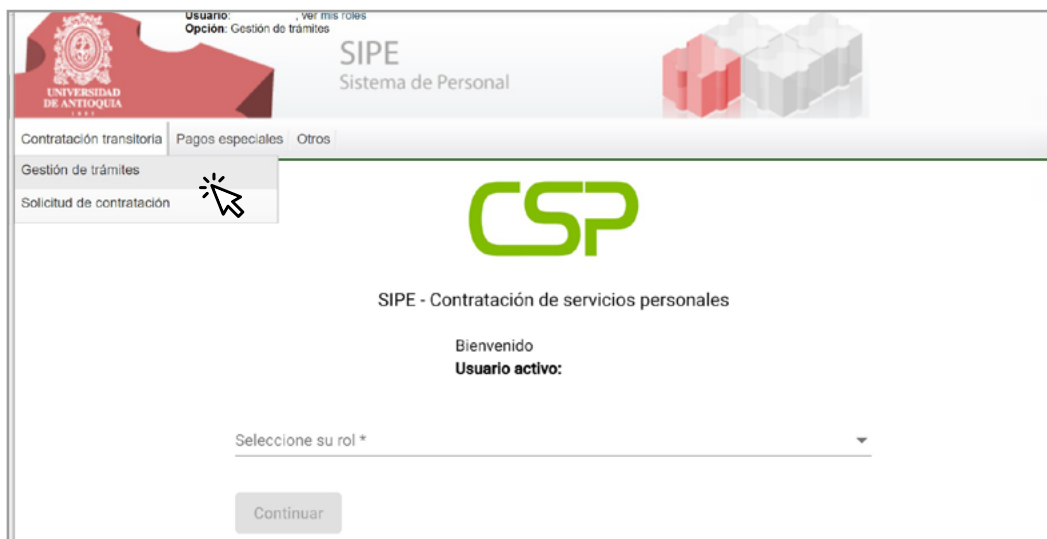 Usuario: , ver mis roles
Opción: Gestión de trámites
SIPE
Sistema de Personal
UNIVERSIDAD
DE ANTIOQUIA
1803
Contratación transitoria Pagos especiales Otros
Gestión de trámites
Solicitud de contratación
CSP
SIPE - Contratación de servicios personales
Bienvenido
Usuario activo:
Seleccione su rol *
Continuar